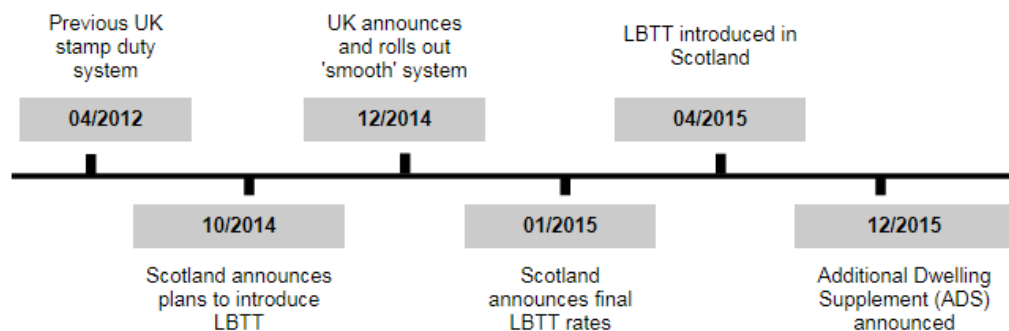 Previous UK
stamp duty
system
04/2012
10/2014
Scotland announces
plans to introduce
LBTT
UK announces
and rolls out
'smooth' system
12/2014
01/2015
Scotland
announces final
LBTT rates
LBTT introduced in
Scotland
04/2015
12/2015
Additional Dwelling
Supplement (ADS)
announced